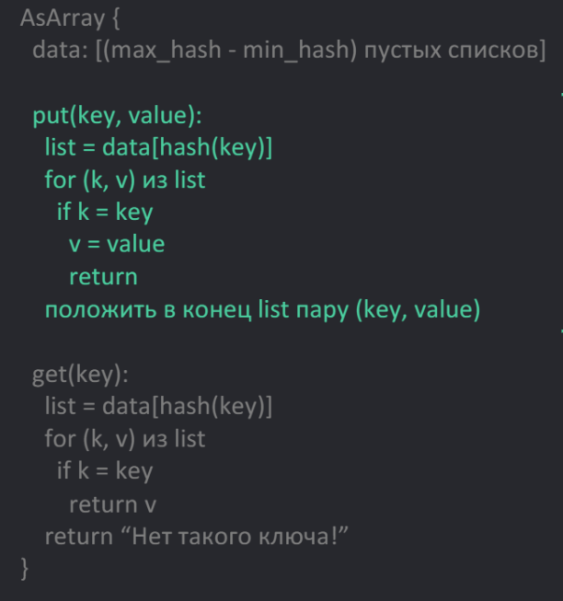 AsArray {
data: [(max_hash - min_hash) пустых списков]
put(key, value):
list = data[hash(key)]
for (k, v) из list
if k = key
v = value
return
положить в конец list пару (key, value)
get(key):
list = data[hash(key)]
for (k, v) из list
if k = key
return v
return “Нет такого ключа!”
}